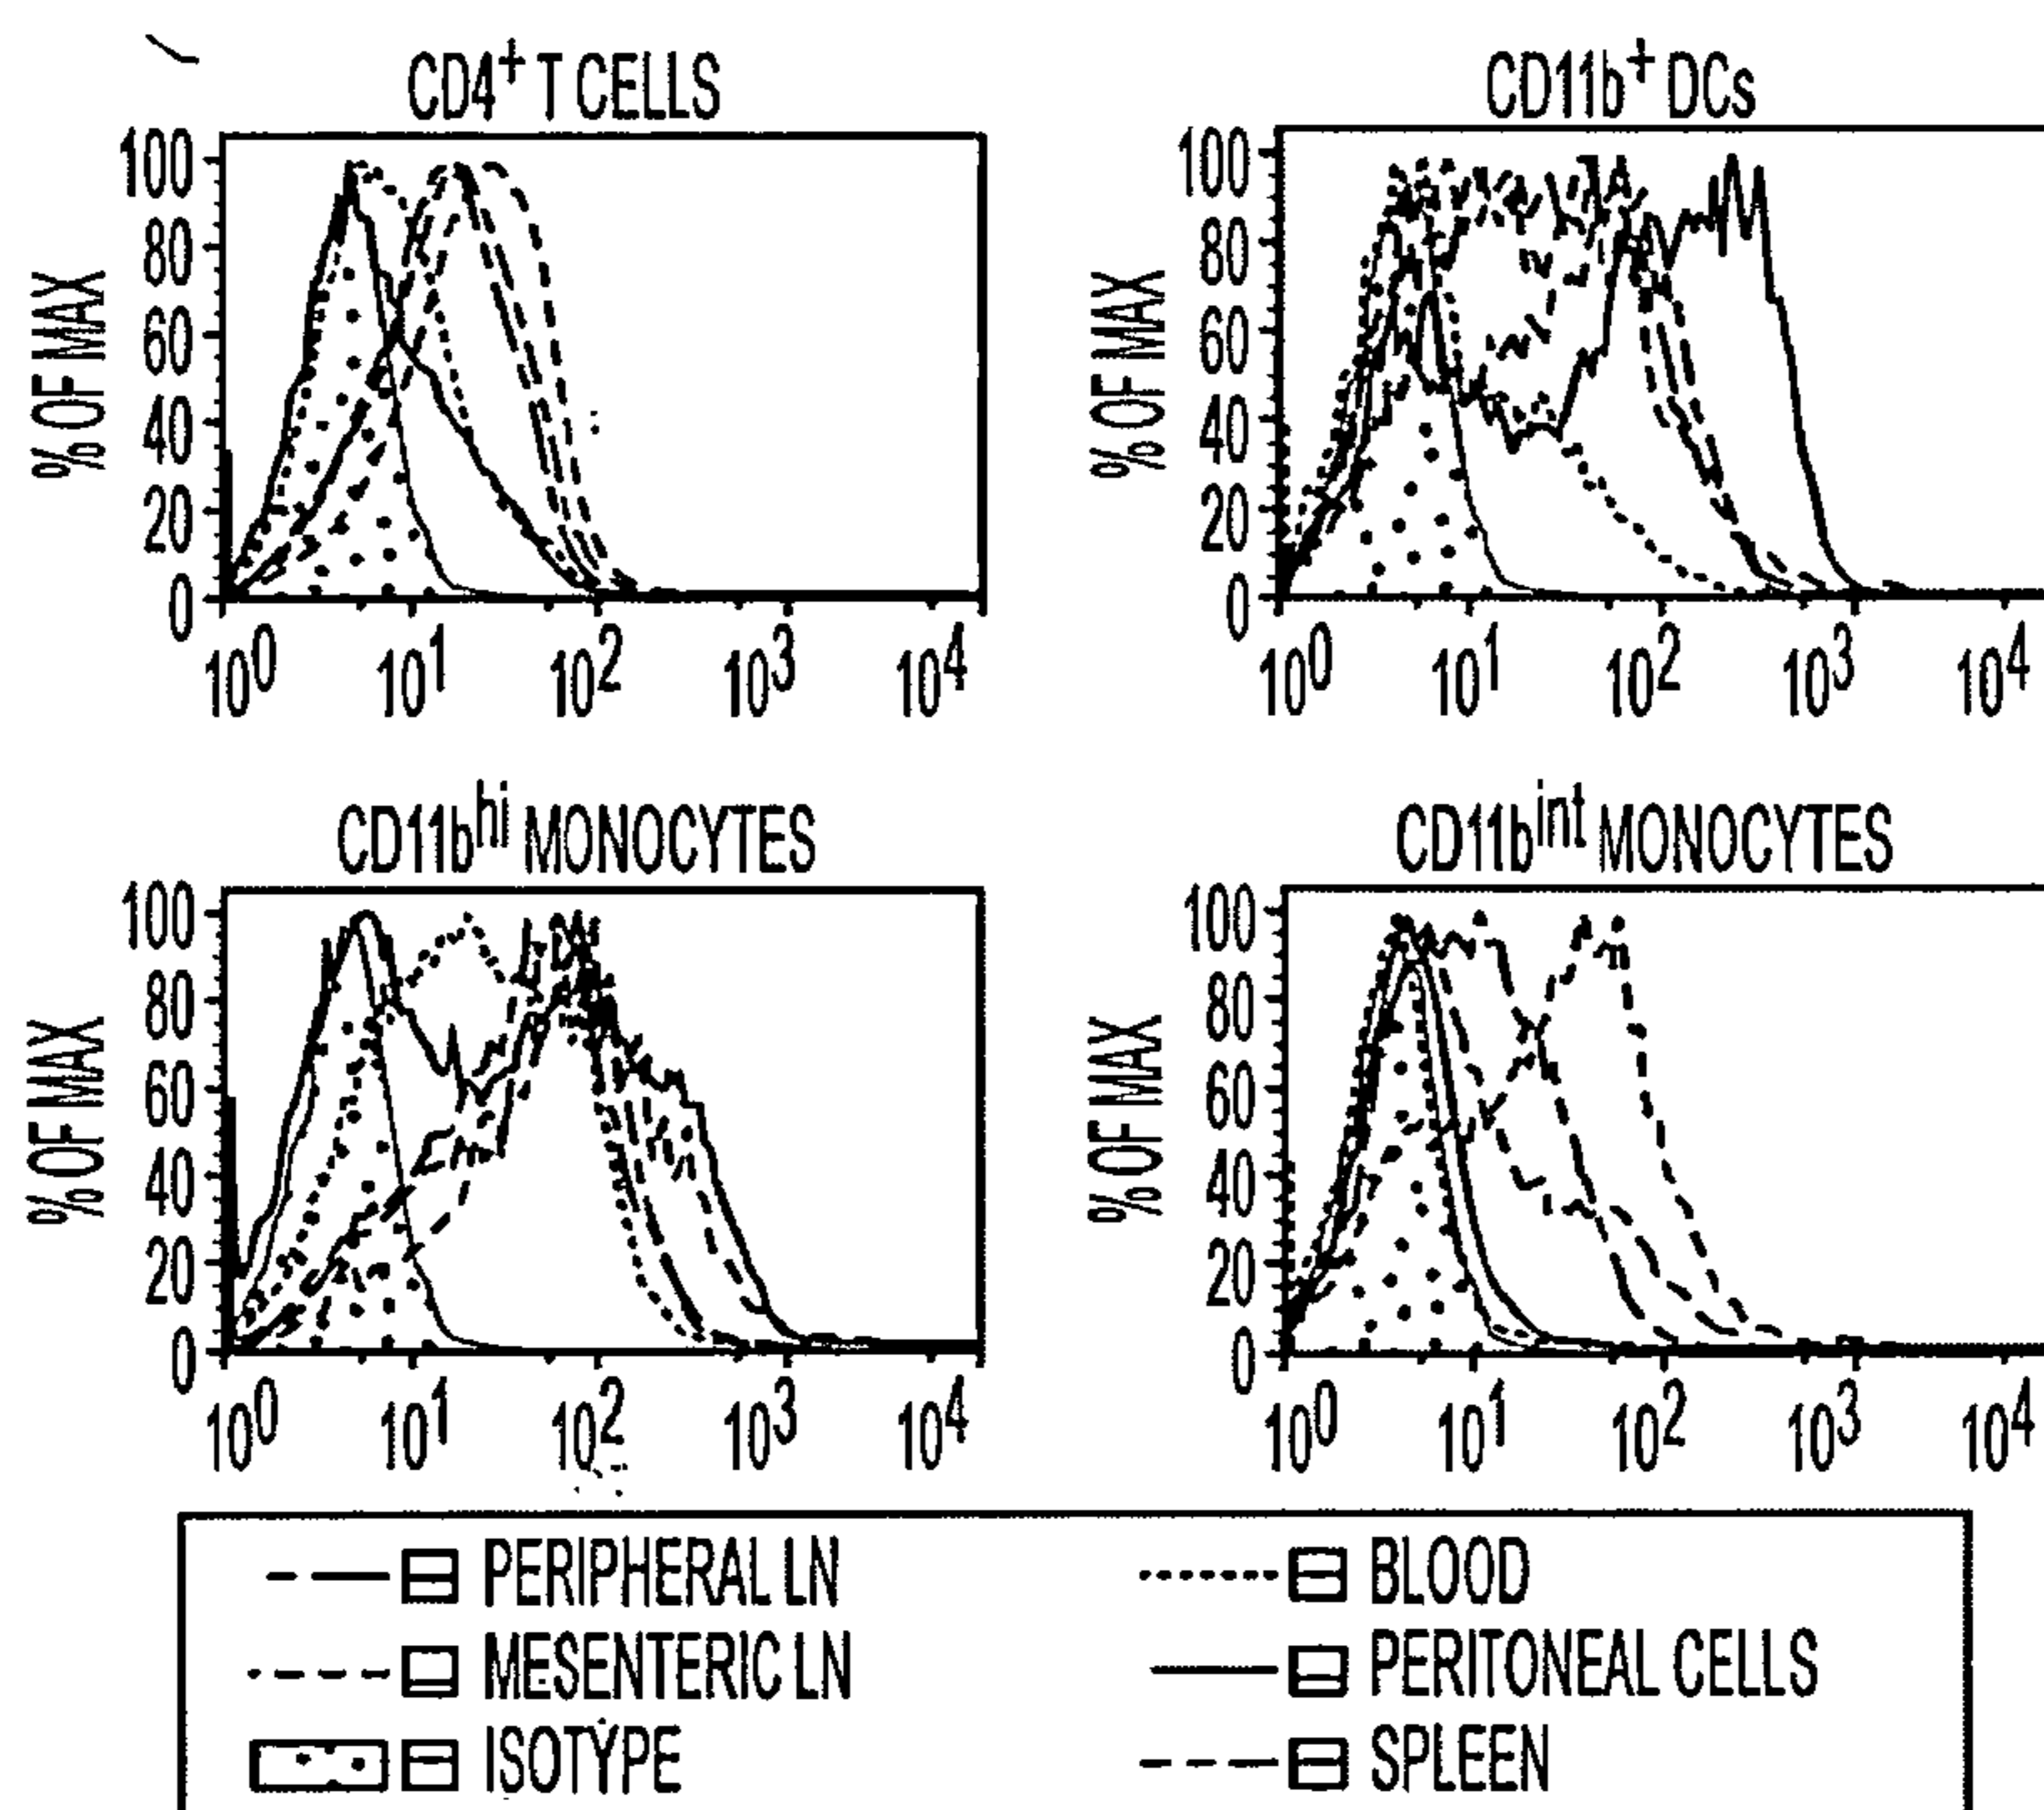 CD4+ T CELLS
% OF MAX
100
80
60
40
20
0
10^0 10^1 10^2 10^3 10^4
CD11b+ DCs
% OF MAX
100
80
60
40
20
0
10^0 10^1 10^2 10^3 10^4
CD11b^hi MONOCYTES
% OF MAX
100
80
60
40
20
0
10^0 10^1 10^2 10^3 10^4
CD11b^int MONOCYTES
% OF MAX
100
80
60
40
20
0
10^0 10^1 10^2 10^3 10^4
PERIPHERAL LN
MESENTERIC LN
ISOTYPE
BLOOD
PERITONEAL CELLS
SPLEEN